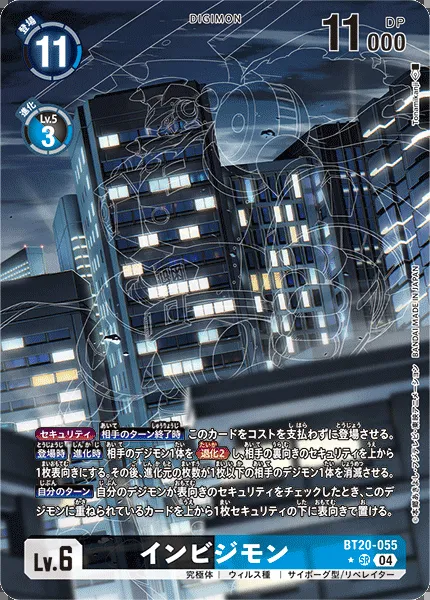 DIGIMON
登場
11
11000
DP
進化
Lv.5
3
BANDAI MADE IN JAPAN
≪セキュリティ≫ 相手のターン終了時 このカードをコストを支払わずに登場させる。
登場時 進化時 相手のデジモン1体を≪退化2≫し、相手の裏向きのセキュリティを上から
1枚表向きにする。その後、進化元の枚数が1枚以下の相手のデジモン1体を消滅させる。
自分のターン 自分のデジモンが表向きのセキュリティをチェックしたとき、このデ
ジモンに重ねられているカードを上から1枚セキュリティの下に表向きで置ける。
BT20-055
Lv.6
インビジモン
SR 04
究極体 | ウィルス種 | サイボーグ型/リベレイター